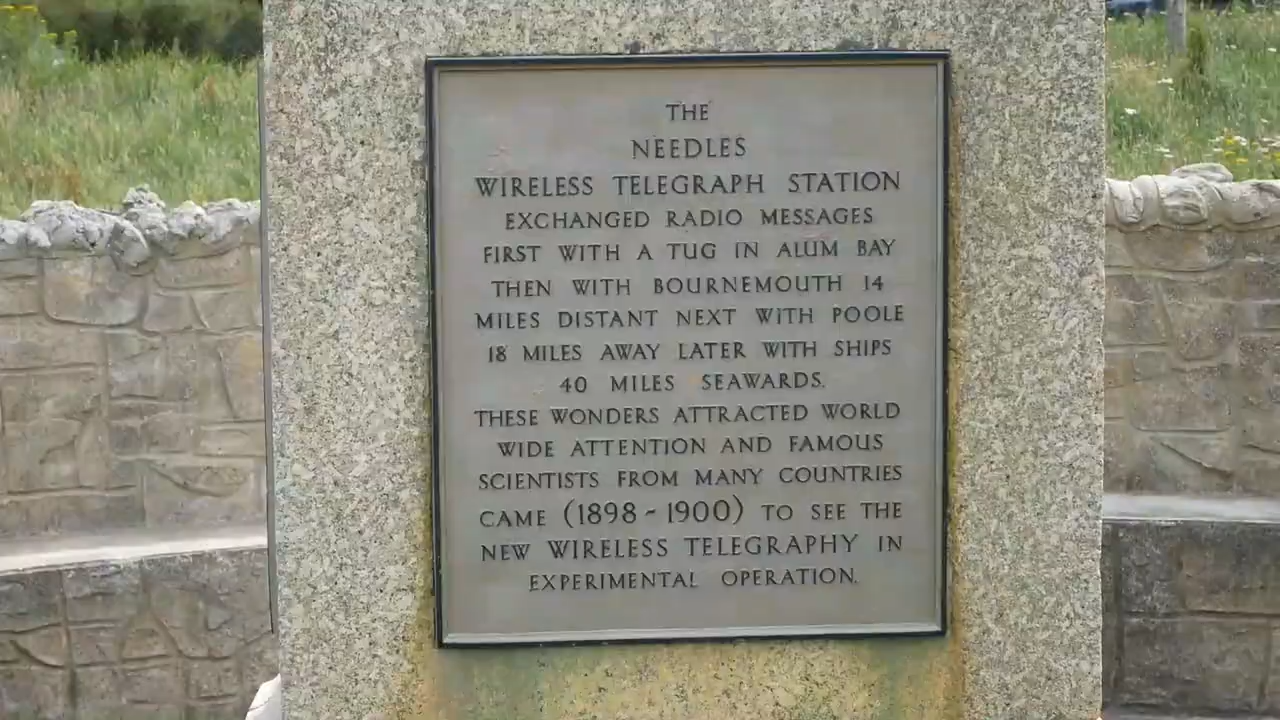 THE
NEEDLES
WIRELESS TELEGRAPH STATION
EXCHANGED RADIO MESSAGES
FIRST WITH A TUG IN ALUM BAY
THEN WITH BOURNEMOUTH 14
MILES DISTANT NEXT WITH POOLE
18 MILES AWAY LATER WITH SHIPS
40 MILES SEAWARDS.
THESE WONDERS ATTRACTED WORLD
WIDE ATTENTION AND FAMOUS
SCIENTISTS FROM MANY COUNTRIES
CAME (1898-1900) TO SEE THE
NEW WIRELESS TELEGRAPHY IN
EXPERIMENTAL OPERATION.